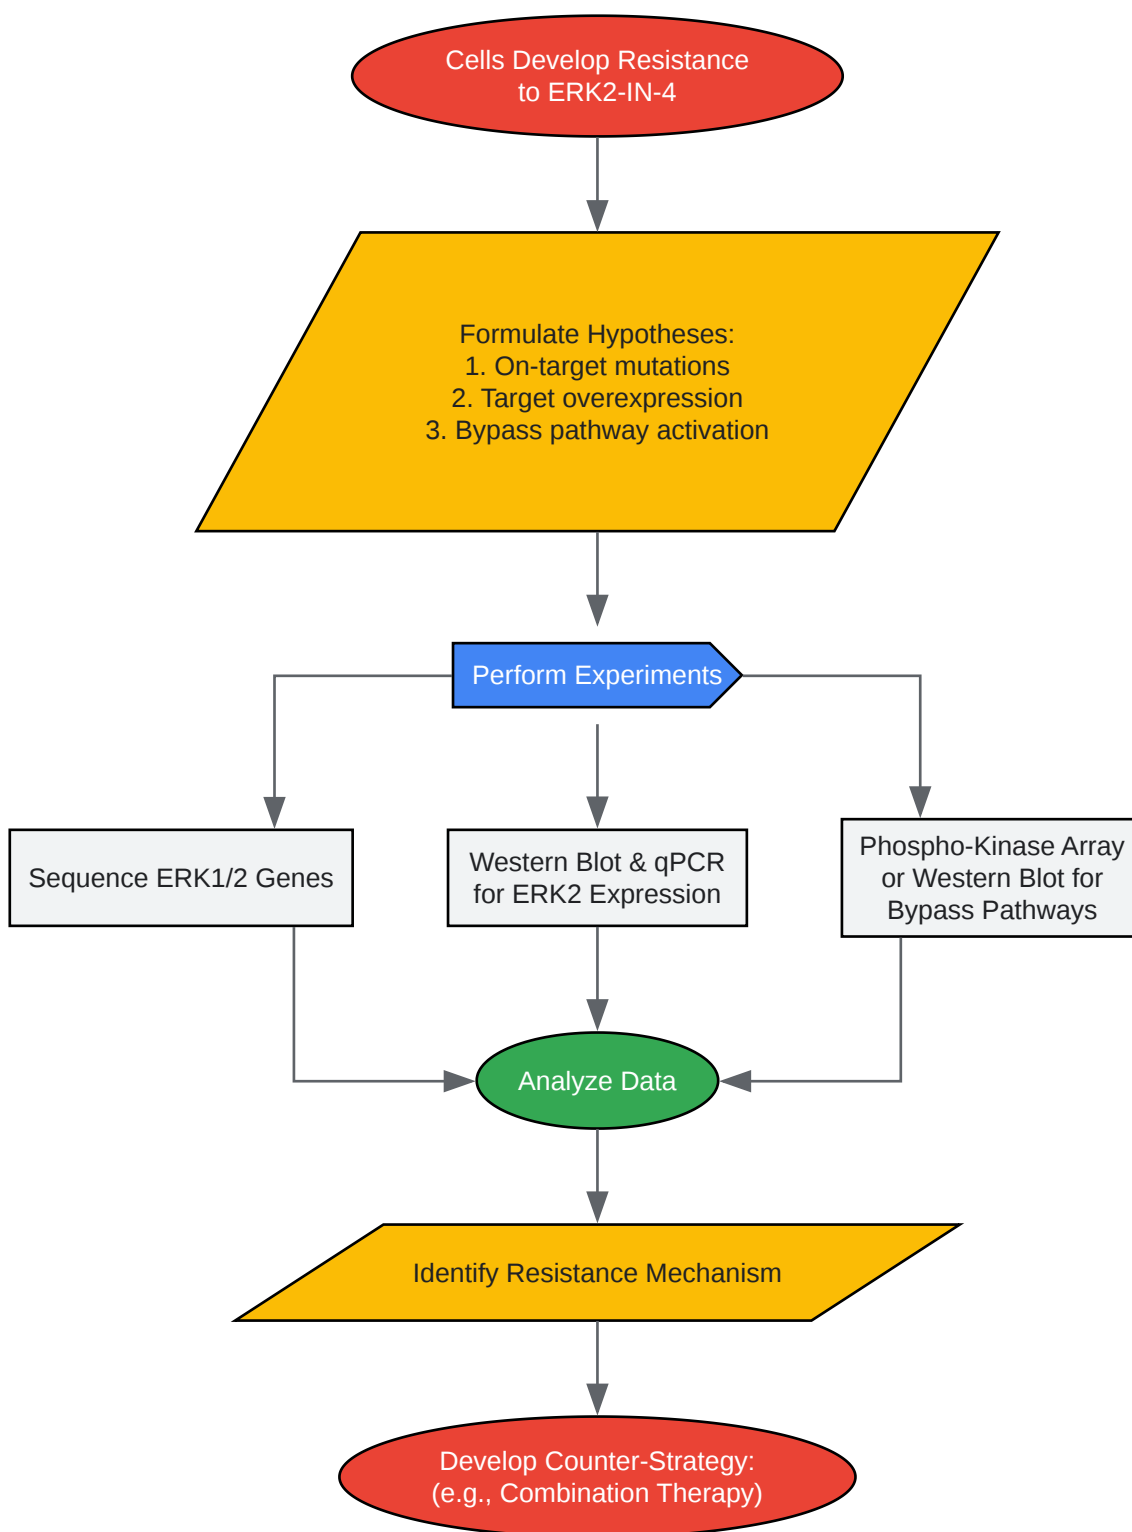 Cells Develop Resistance
to ERK2-IN-4
Formulate Hypotheses:
1. On-target mutations
2. Target overexpression
3. Bypass pathway activation
Perform Experiments
Sequence ERK1/2 Genes
Western Blot & qPCR
for ERK2 Expression
Phospho-Kinase Array
or Western Blot for
Bypass Pathways
Analyze Data
Identify Resistance Mechanism
Develop Counter-Strategy:
(e.g., Combination Therapy)